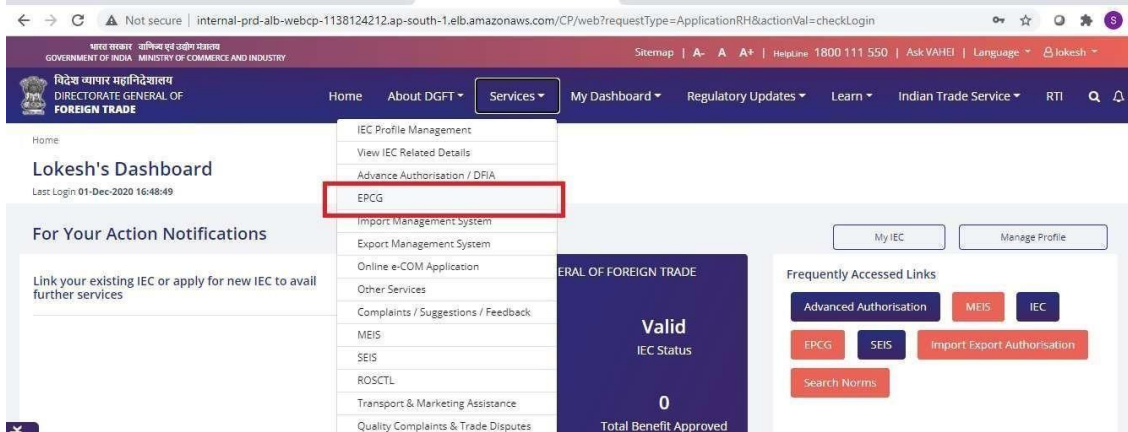 Not secure | internal-prd-alb-webcp-1138124212.ap-south-1.elb.amazonaws.com/CP/web?requestType=ApplicationRH&actionVal=checkLogin
S
भारत सरकार वाणिज्य एवं उद्योग मंत्रालय
GOVERNMENT OF INDIA MINISTRY OF COMMERCE AND INDUSTRY
Sitemap | A- A A+ | HelpLine 1800 111 550 | Ask VAHEI | Language lokesh
विदेश व्यापार महानिदेशालय
DIRECTORATE GENERAL OF
FOREIGN TRADE
Home About DGFT Services My Dashboard Regulatory Updates Learn Indian Trade Service RTI
Home
Lokesh's Dashboard
Last Login 01-Dec-2020 16:48:49
IEC Profile Management
View IEC Related Details
Advance Authorisation / DFIA
EPCG
Import Management System
Export Management System
Online e-COM Application
Other Services
Complaints / Suggestions / Feedback
MEIS
SEIS
ROSCTL
Transport & Marketing Assistance
Quality Complaints & Trade Disputes
For Your Action Notifications
My IEC Manage Profile
Link your existing IEC or apply for new IEC to avail
further services
ERAL OF FOREIGN TRADE
Valid
IEC Status
0
Total Benefit Approved
Frequently Accessed Links
Advanced Authorisation MEIS IEC
EPCG SEIS Import Export Authorisation
Search Norms